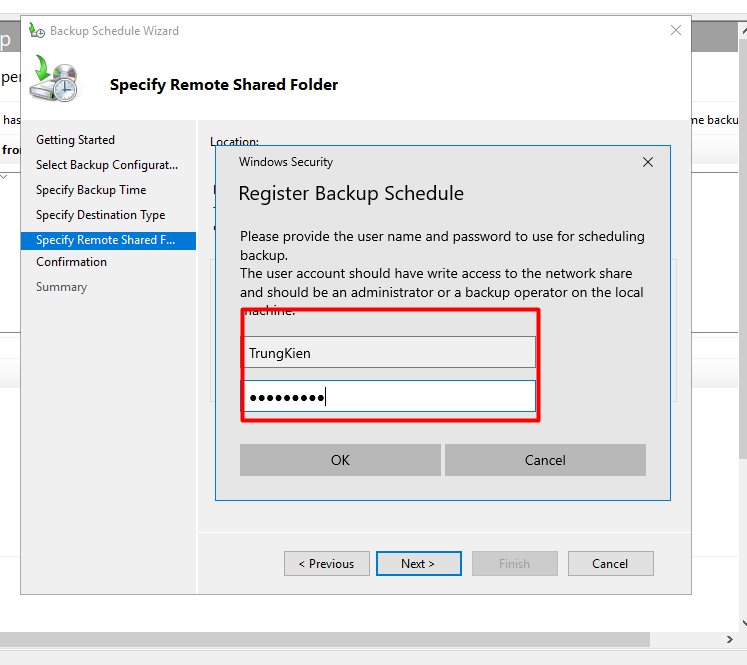 Backup Schedule Wizard
Specify Remote Shared Folder
Getting Started
Select Backup Configurat...
Specify Backup Time
Specify Destination Type
Specify Remote Shared F...
Confirmation
Summary
Location:
Windows Security
Register Backup Schedule
Please provide the user name and password to use for scheduling
backup.
The user account should have write access to the network share
and should be an administrator or a backup operator on the local
machine.
TrungKien
●●●●●●●●●
OK
Cancel
< Previous
Next >
Finish
Cancel
p
per
has
fro
me backu